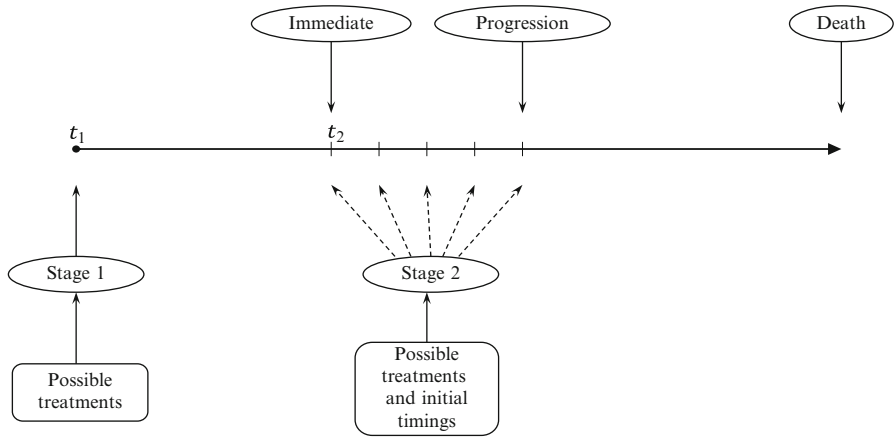 Immediate
Progression
Death
t₁
t₂
Stage 1
Stage 2
Possible
treatments
Possible
treatments
and initial
timings